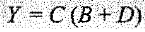 Y = C (B + D)